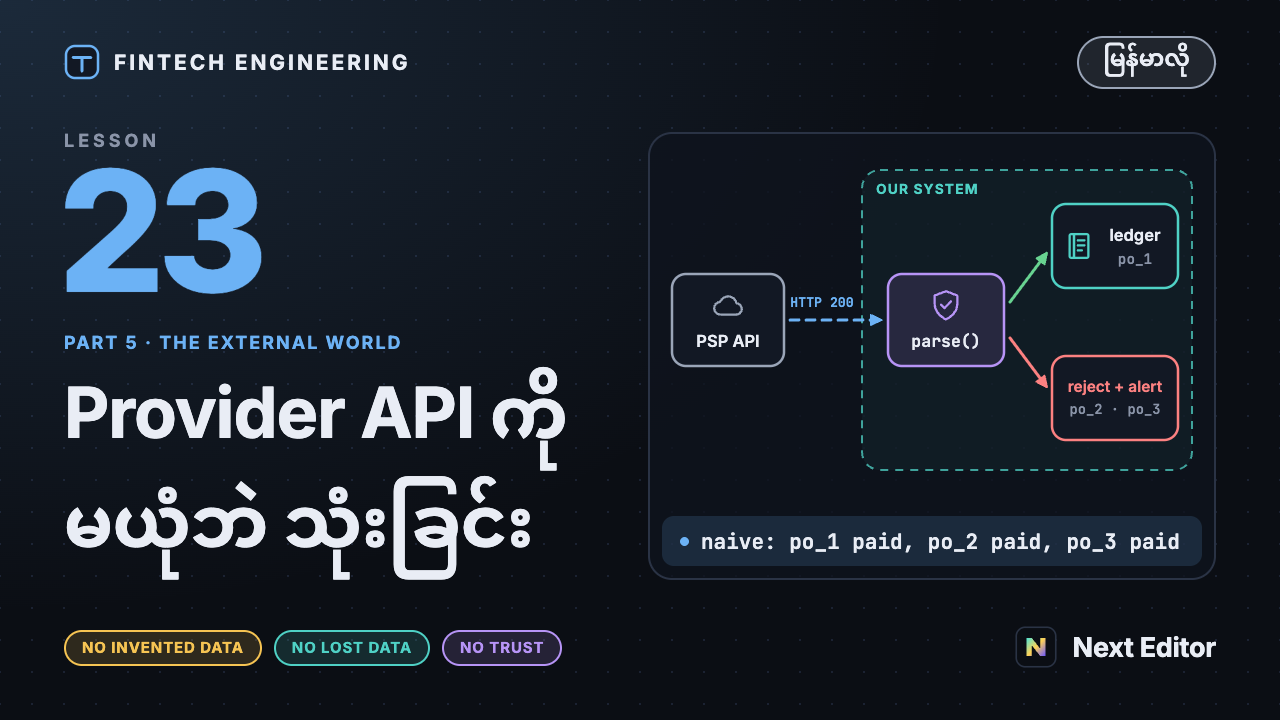 FINTECH ENGINEERING
မြန်မာလို
LESSON
23
PART 5 · THE EXTERNAL WORLD
Provider API ကို
မယုံဘဲ သုံးခြင်း
NO INVENTED DATA
NO LOST DATA
NO TRUST
OUR SYSTEM
PSP API
HTTP 200
parse()
ledger
po_1
reject + alert
po_2 · po_3
naive: po_1 paid, po_2 paid, po_3 paid
N
Next Editor